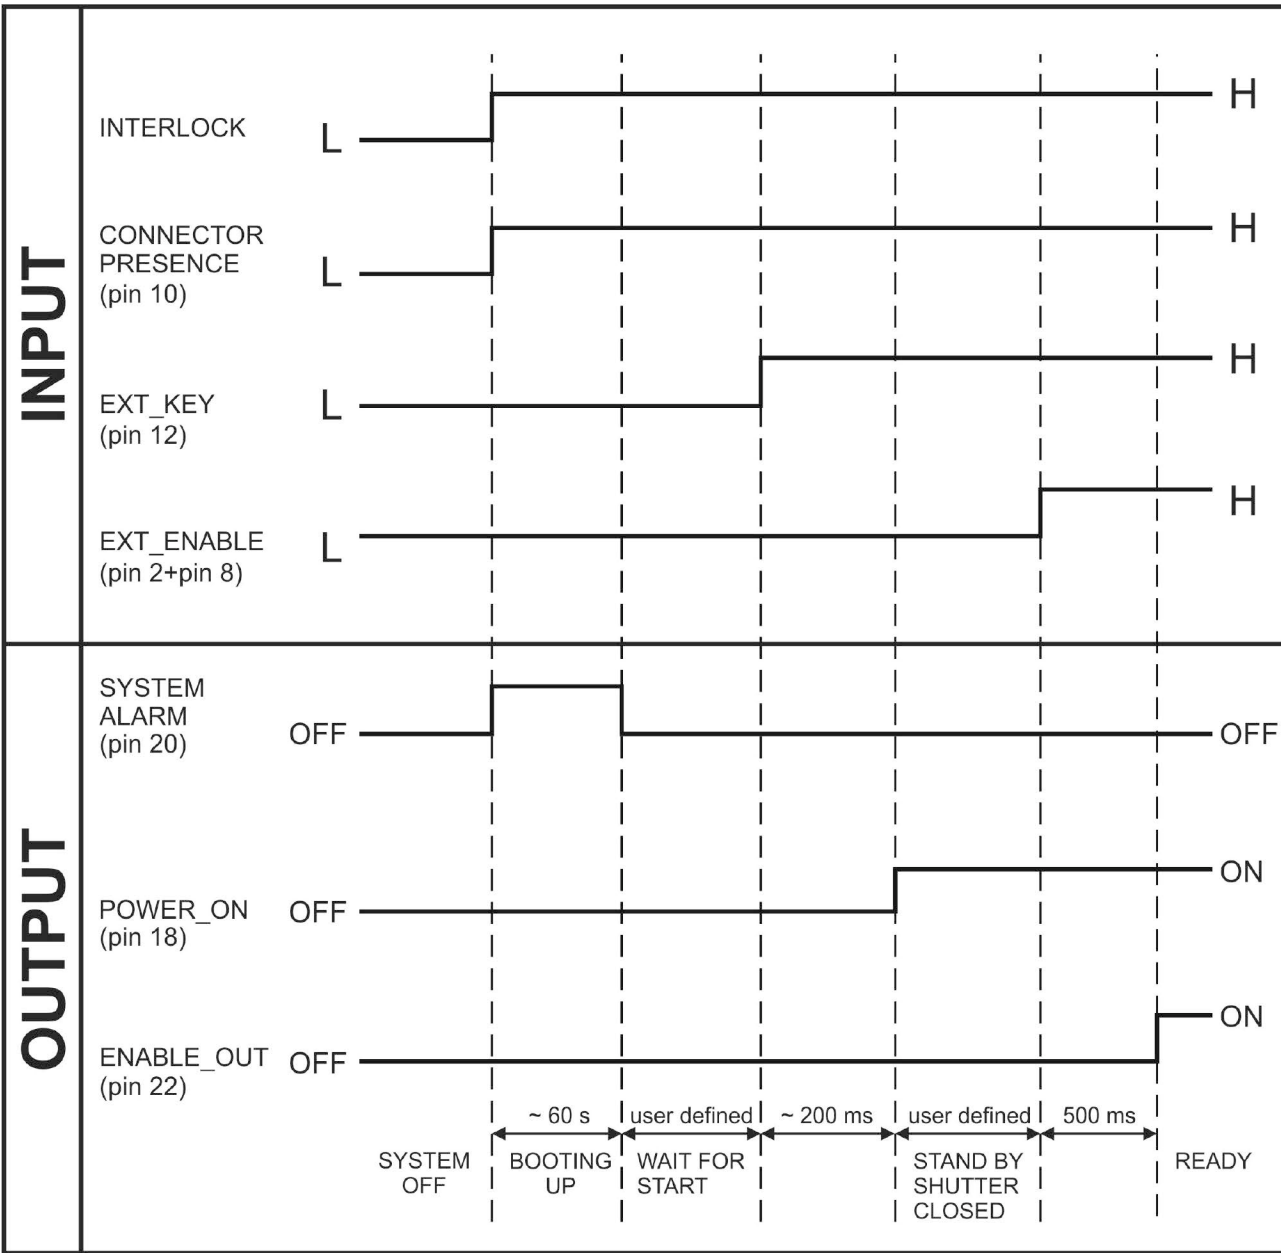 INPUT
INTERLOCK
L
H
CONNECTOR
PRESENCE
(pin 10)
L
H
EXT_KEY
(pin 12)
L
H
EXT_ENABLE
(pin 2+pin 8)
L
H
OUTPUT
SYSTEM
ALARM
(pin 20)
OFF
OFF
POWER_ON
(pin 18)
OFF
ON
ENABLE_OUT
(pin 22)
OFF
ON
~ 60 s
user defined
~ 200 ms
user defined
500 ms
SYSTEM
OFF
BOOTING
UP
WAIT FOR
START
STAND BY
SHUTTER
CLOSED
READY